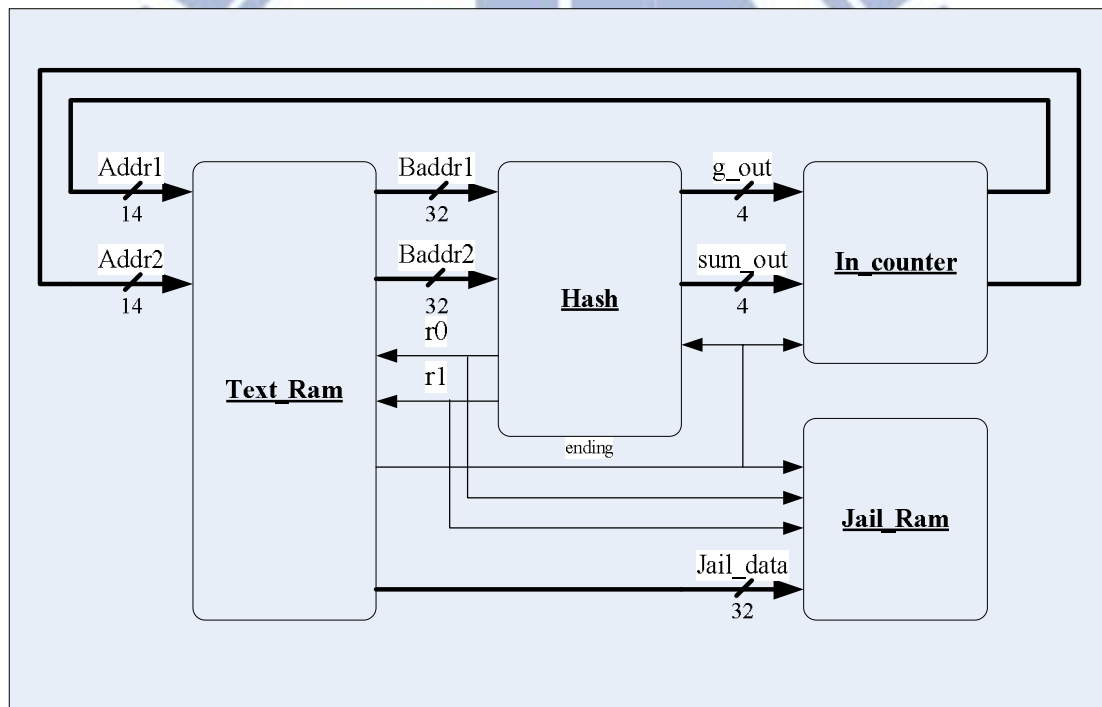 Addr1
14
Addr2
14
Text_Ram
Baddr1
32
Baddr2
32
r0
r1
Hash
ending
g_out
4
sum_out
4
In_counter
Jail_Ram
Jail_data
32